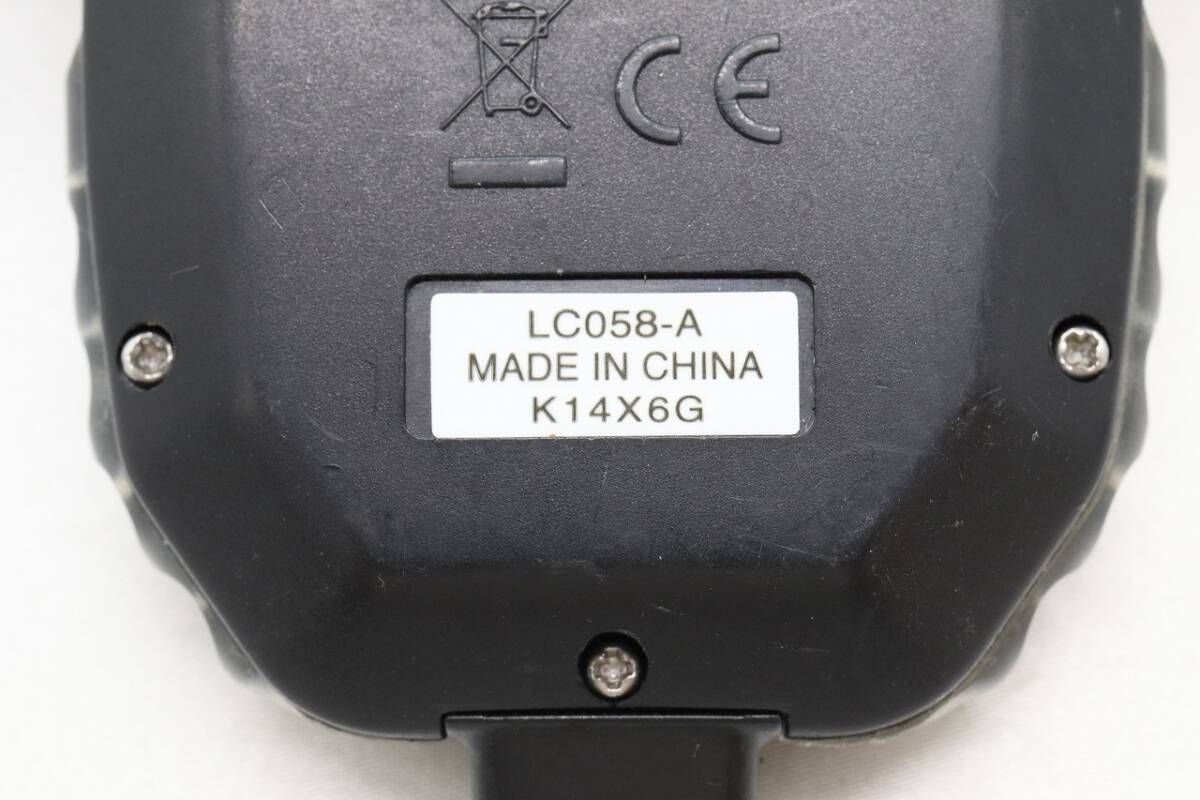 CE
LC058-A
MADE IN CHINA
K14X6G